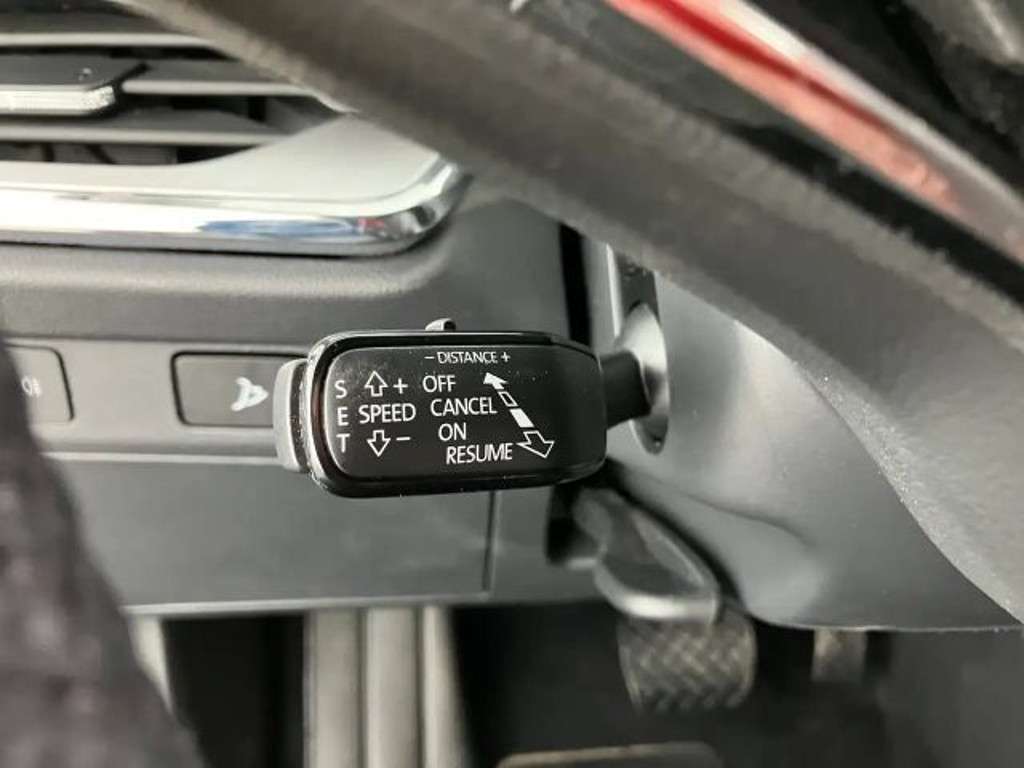 - DISTANCE +
S + OFF
E SPEED CANCEL
T - ON
RESUME